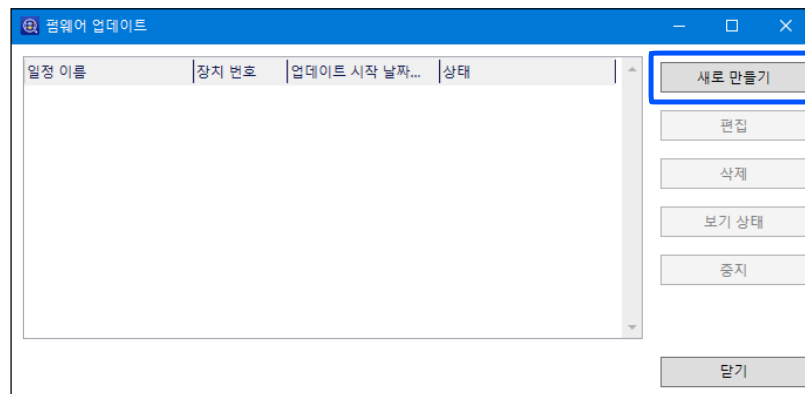 펌웨어 업데이트
일정 이름 장치 번호 업데이트 시작 날짜... 상태
새로 만들기
편집
삭제
보기 상태
중지
닫기